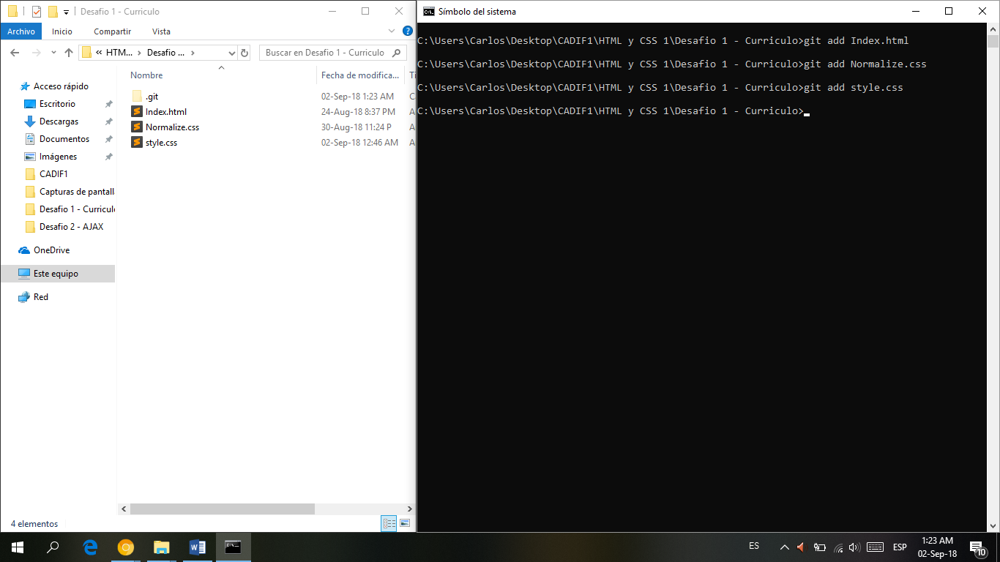 Desafio 1 - Curriculo
Archivo
Inicio
Compartir
Vista
« HTM... > Desafio ... >
Buscar en Desafio 1 - Curriculo
Nombre
Fecha de modifica...
Acceso rápido
Escritorio
Descargas
Documentos
Imágenes
CADIF1
Capturas de pantall
Desafio 1 - Curriculo
Desafio 2 - AJAX
OneDrive
Este equipo
Red
.git 02-Sep-18 1:23 AM
Index.html 24-Aug-18 8:37 PM
Normalize.css 30-Aug-18 11:24 P
style.css 02-Sep-18 12:46 AM
4 elementos
Símbolo del sistema
C:\Users\Carlos\Desktop\CADIF1\HTML y CSS 1\Desafio 1 - Curriculo>git add Index.html
C:\Users\Carlos\Desktop\CADIF1\HTML y CSS 1\Desafio 1 - Curriculo>git add Normalize.css
C:\Users\Carlos\Desktop\CADIF1\HTML y CSS 1\Desafio 1 - Curriculo>git add style.css
C:\Users\Carlos\Desktop\CADIF1\HTML y CSS 1\Desafio 1 - Curriculo>
ES
ESP
1:23 AM
02-Sep-18
10